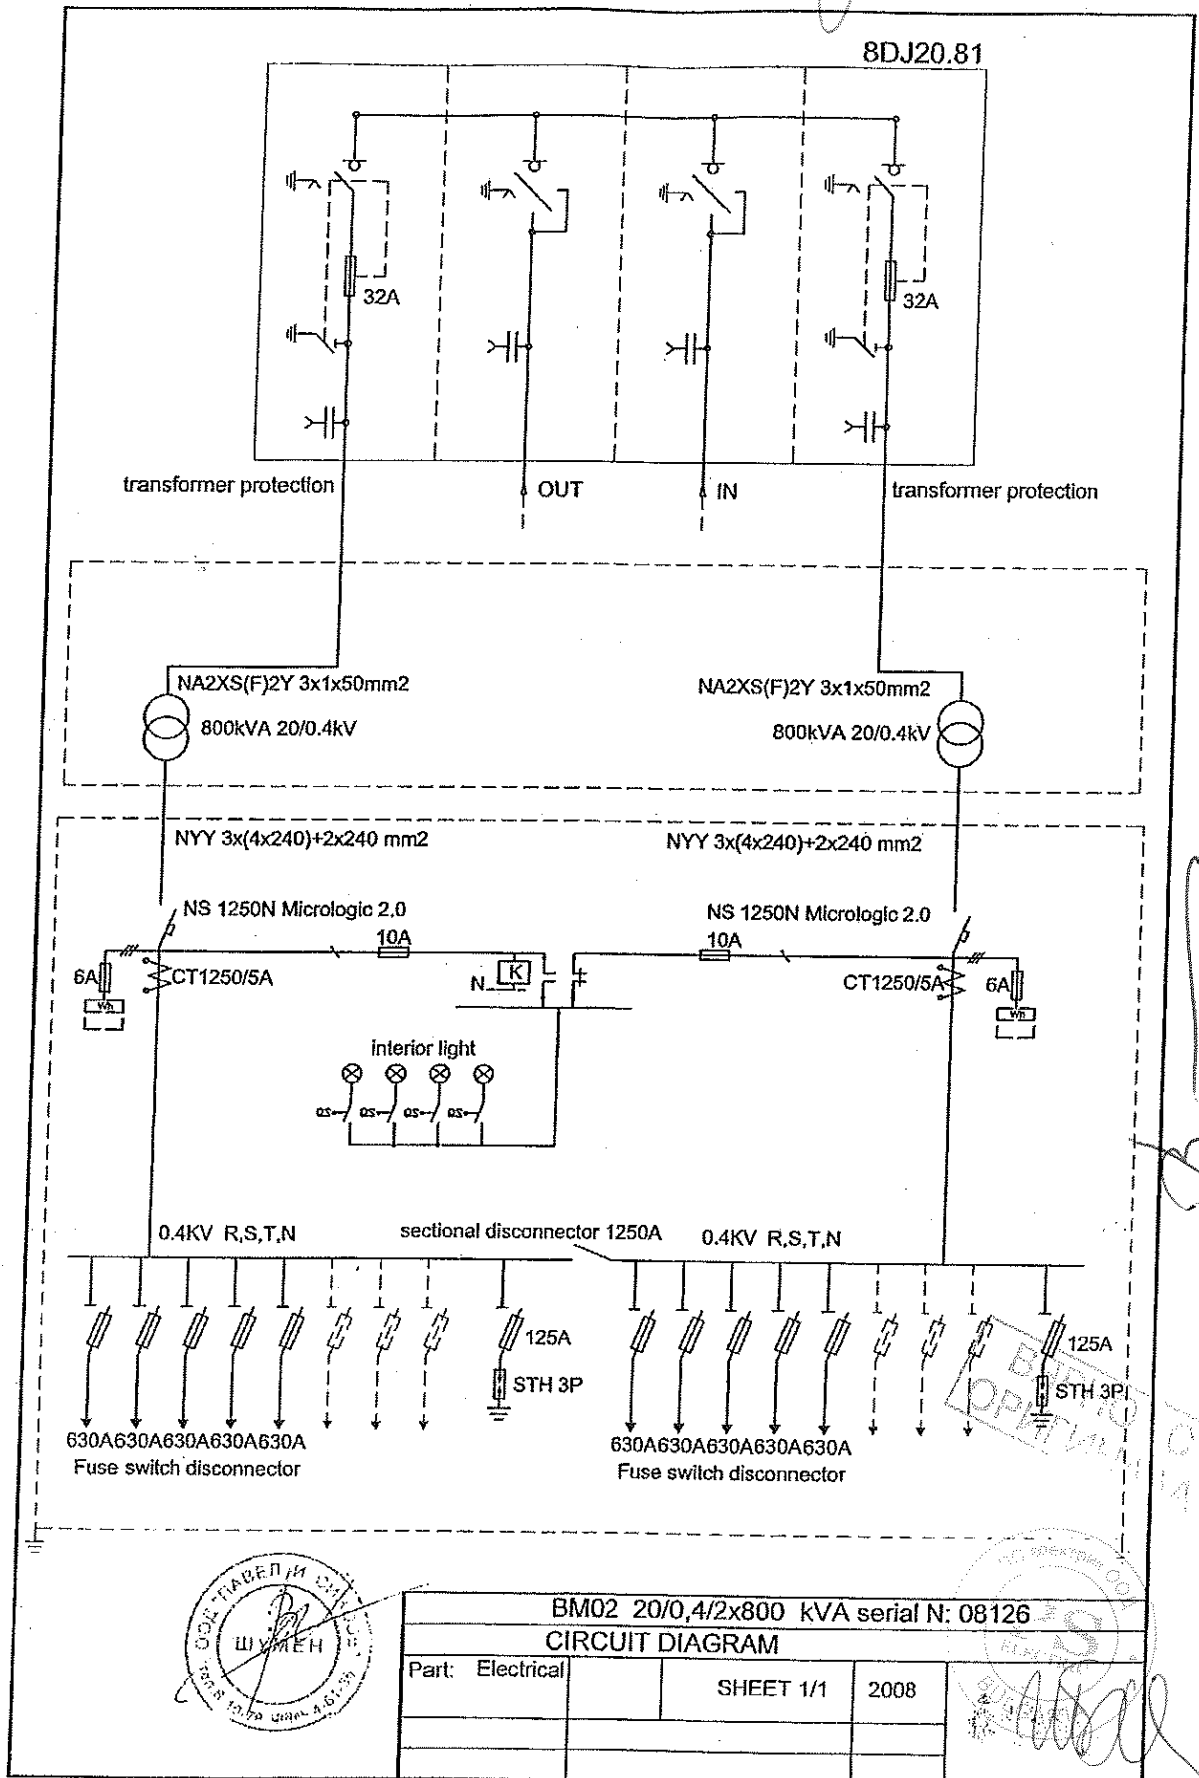 8DJ20.81
32A
32A
transformer protection
OUT
IN
transformer protection
NA2XS(F)2Y 3x1x50mm2
NA2XS(F)2Y 3x1x50mm2
800kVA 20/0.4kV
800kVA 20/0.4kV
NYY 3x(4x240)+2x240 mm2
NYY 3x(4x240)+2x240 mm2
NS 1250N Micrologic 2.0
NS 1250N Micrologic 2.0
10A
10A
6A
CT1250/5A
N
K
CT1250/5A
6A
Wh
Wh
interior light
0.4KV R,S,T,N
sectional disconnector 1250A
0.4KV R,S,T,N
125A
125A
STH 3P
STH 3P
630A630A630A630A630A
630A630A630A630A630A
Fuse switch disconnector
Fuse switch disconnector
ВЯРНО С
ШУМЕН
BM02 20/0,4/2x800 kVA serial N: 08126
CIRCUIT DIAGRAM
Part: Electrical
SHEET 1/1
2008